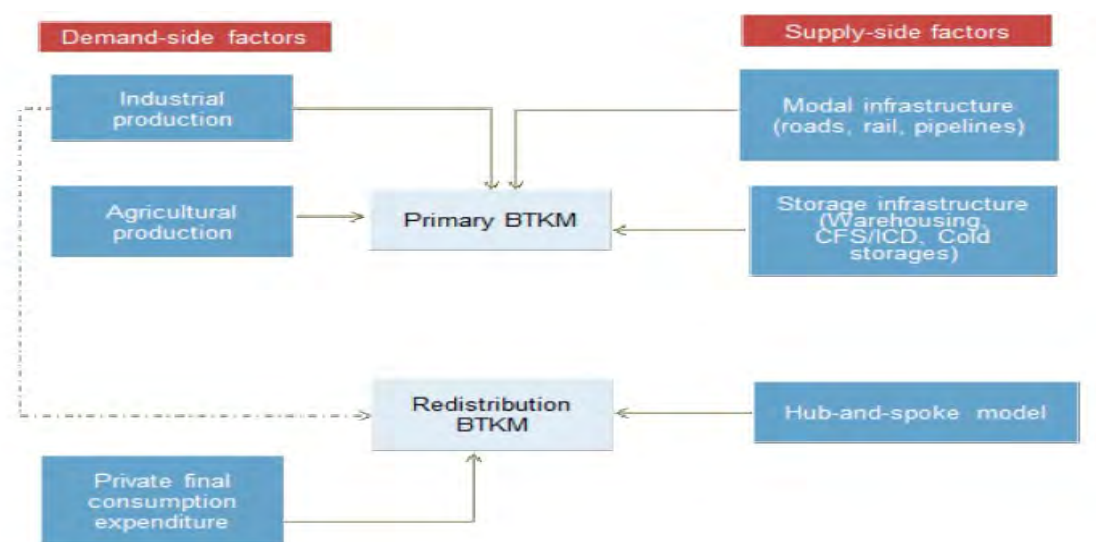 Demand-side factors
Supply-side factors
Industrial
production
Modal infrastructure
(roads, rail, pipelines)
Agricultural
production
Primary BTKM
Storage infrastructure
(Warehousing,
CFS/ICD, Cold
storages)
Redistribution
BTKM
Hub-and-spoke model
Private final
consumption
expenditure